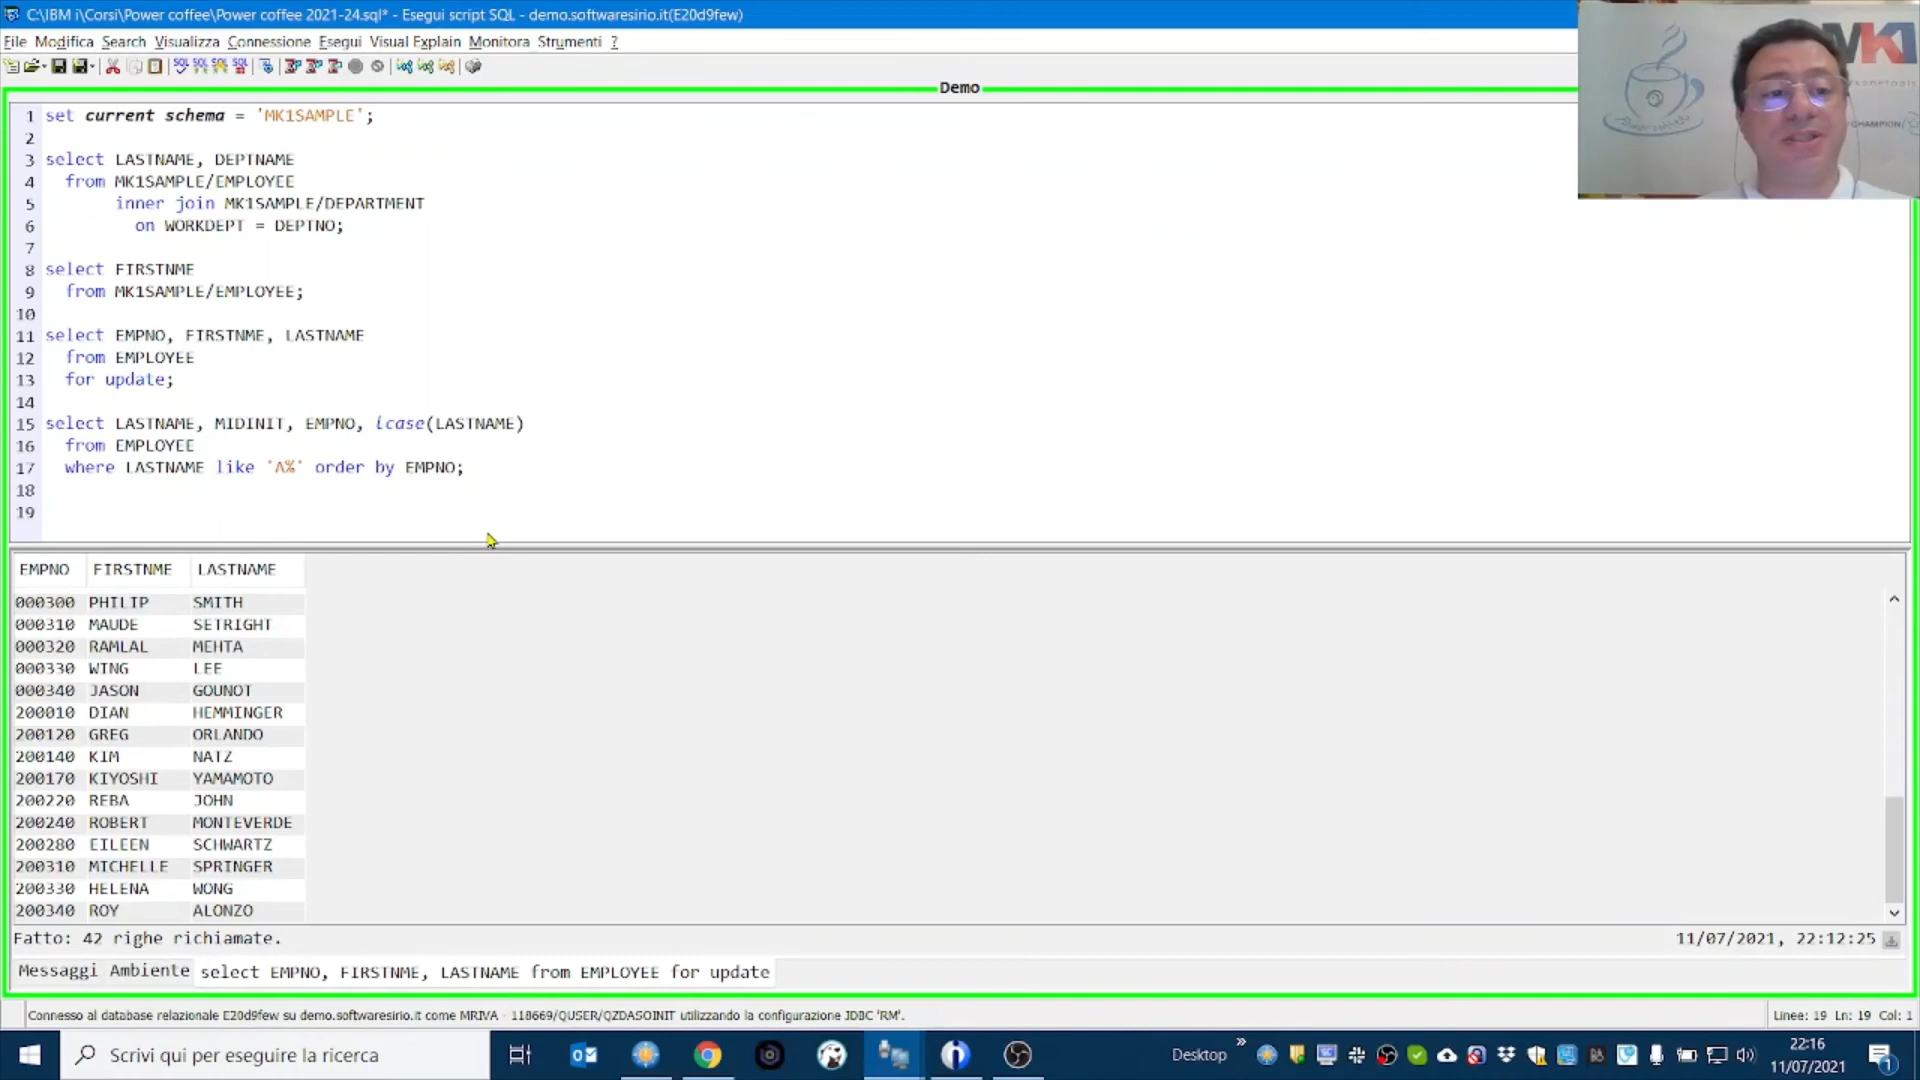 C:\IBM i\Corsi\Power coffee\Power coffee 2021-24.sql* - Esegui script SQL - demo.softwaresirio.it(E20d9few)
File Modifica Search Visualizza Connessione Esegui Visual Explain Monitora Strumenti ?
Demo
1 set current schema = 'MK1SAMPLE';
2
3 select LASTNAME, DEPTNAME
4 from MK1SAMPLE/EMPLOYEE
5 inner join MK1SAMPLE/DEPARTMENT
6 on WORKDEPT = DEPTNO;
7
8 select FIRSTNME
9 from MK1SAMPLE/EMPLOYEE;
10
11 select EMPNO, FIRSTNME, LASTNAME
12 from EMPLOYEE
13 for update;
14
15 select LASTNAME, MIDINIT, EMPNO, lcase(LASTNAME)
16 from EMPLOYEE
17 where LASTNAME like 'A%' order by EMPNO;
18
19
EMPNO FIRSTNME LASTNAME
000300 PHILIP SMITH
000310 MAUDE SETRIGHT
000320 RAMLAL MEHTA
000330 WING LEE
000340 JASON GOUNOT
200010 DIAN HEMMINGER
200120 GREG ORLANDO
200140 KIM NATZ
200170 KIYOSHI YAMAMOTO
200220 REBA JOHN
200240 ROBERT MONTEVERDE
200280 EILEEN SCHWARTZ
200310 MICHELLE SPRINGER
200330 HELENA WONG
200340 ROY ALONZO
Fatto: 42 righe richiamate. 11/07/2021, 22:12:25
Messaggi Ambiente select EMPNO, FIRSTNME, LASTNAME from EMPLOYEE for update
Connesso al database relazionale E20d9few su demo.softwaresirio.it come MRIVA - 118669/QUSER/QZDASOINIT utilizzando la configurazione JDBC 'RM'. Linee: 19 Ln: 19 Col: 1
Scrivi qui per eseguire la ricerca
Desktop
22:16
11/07/2021